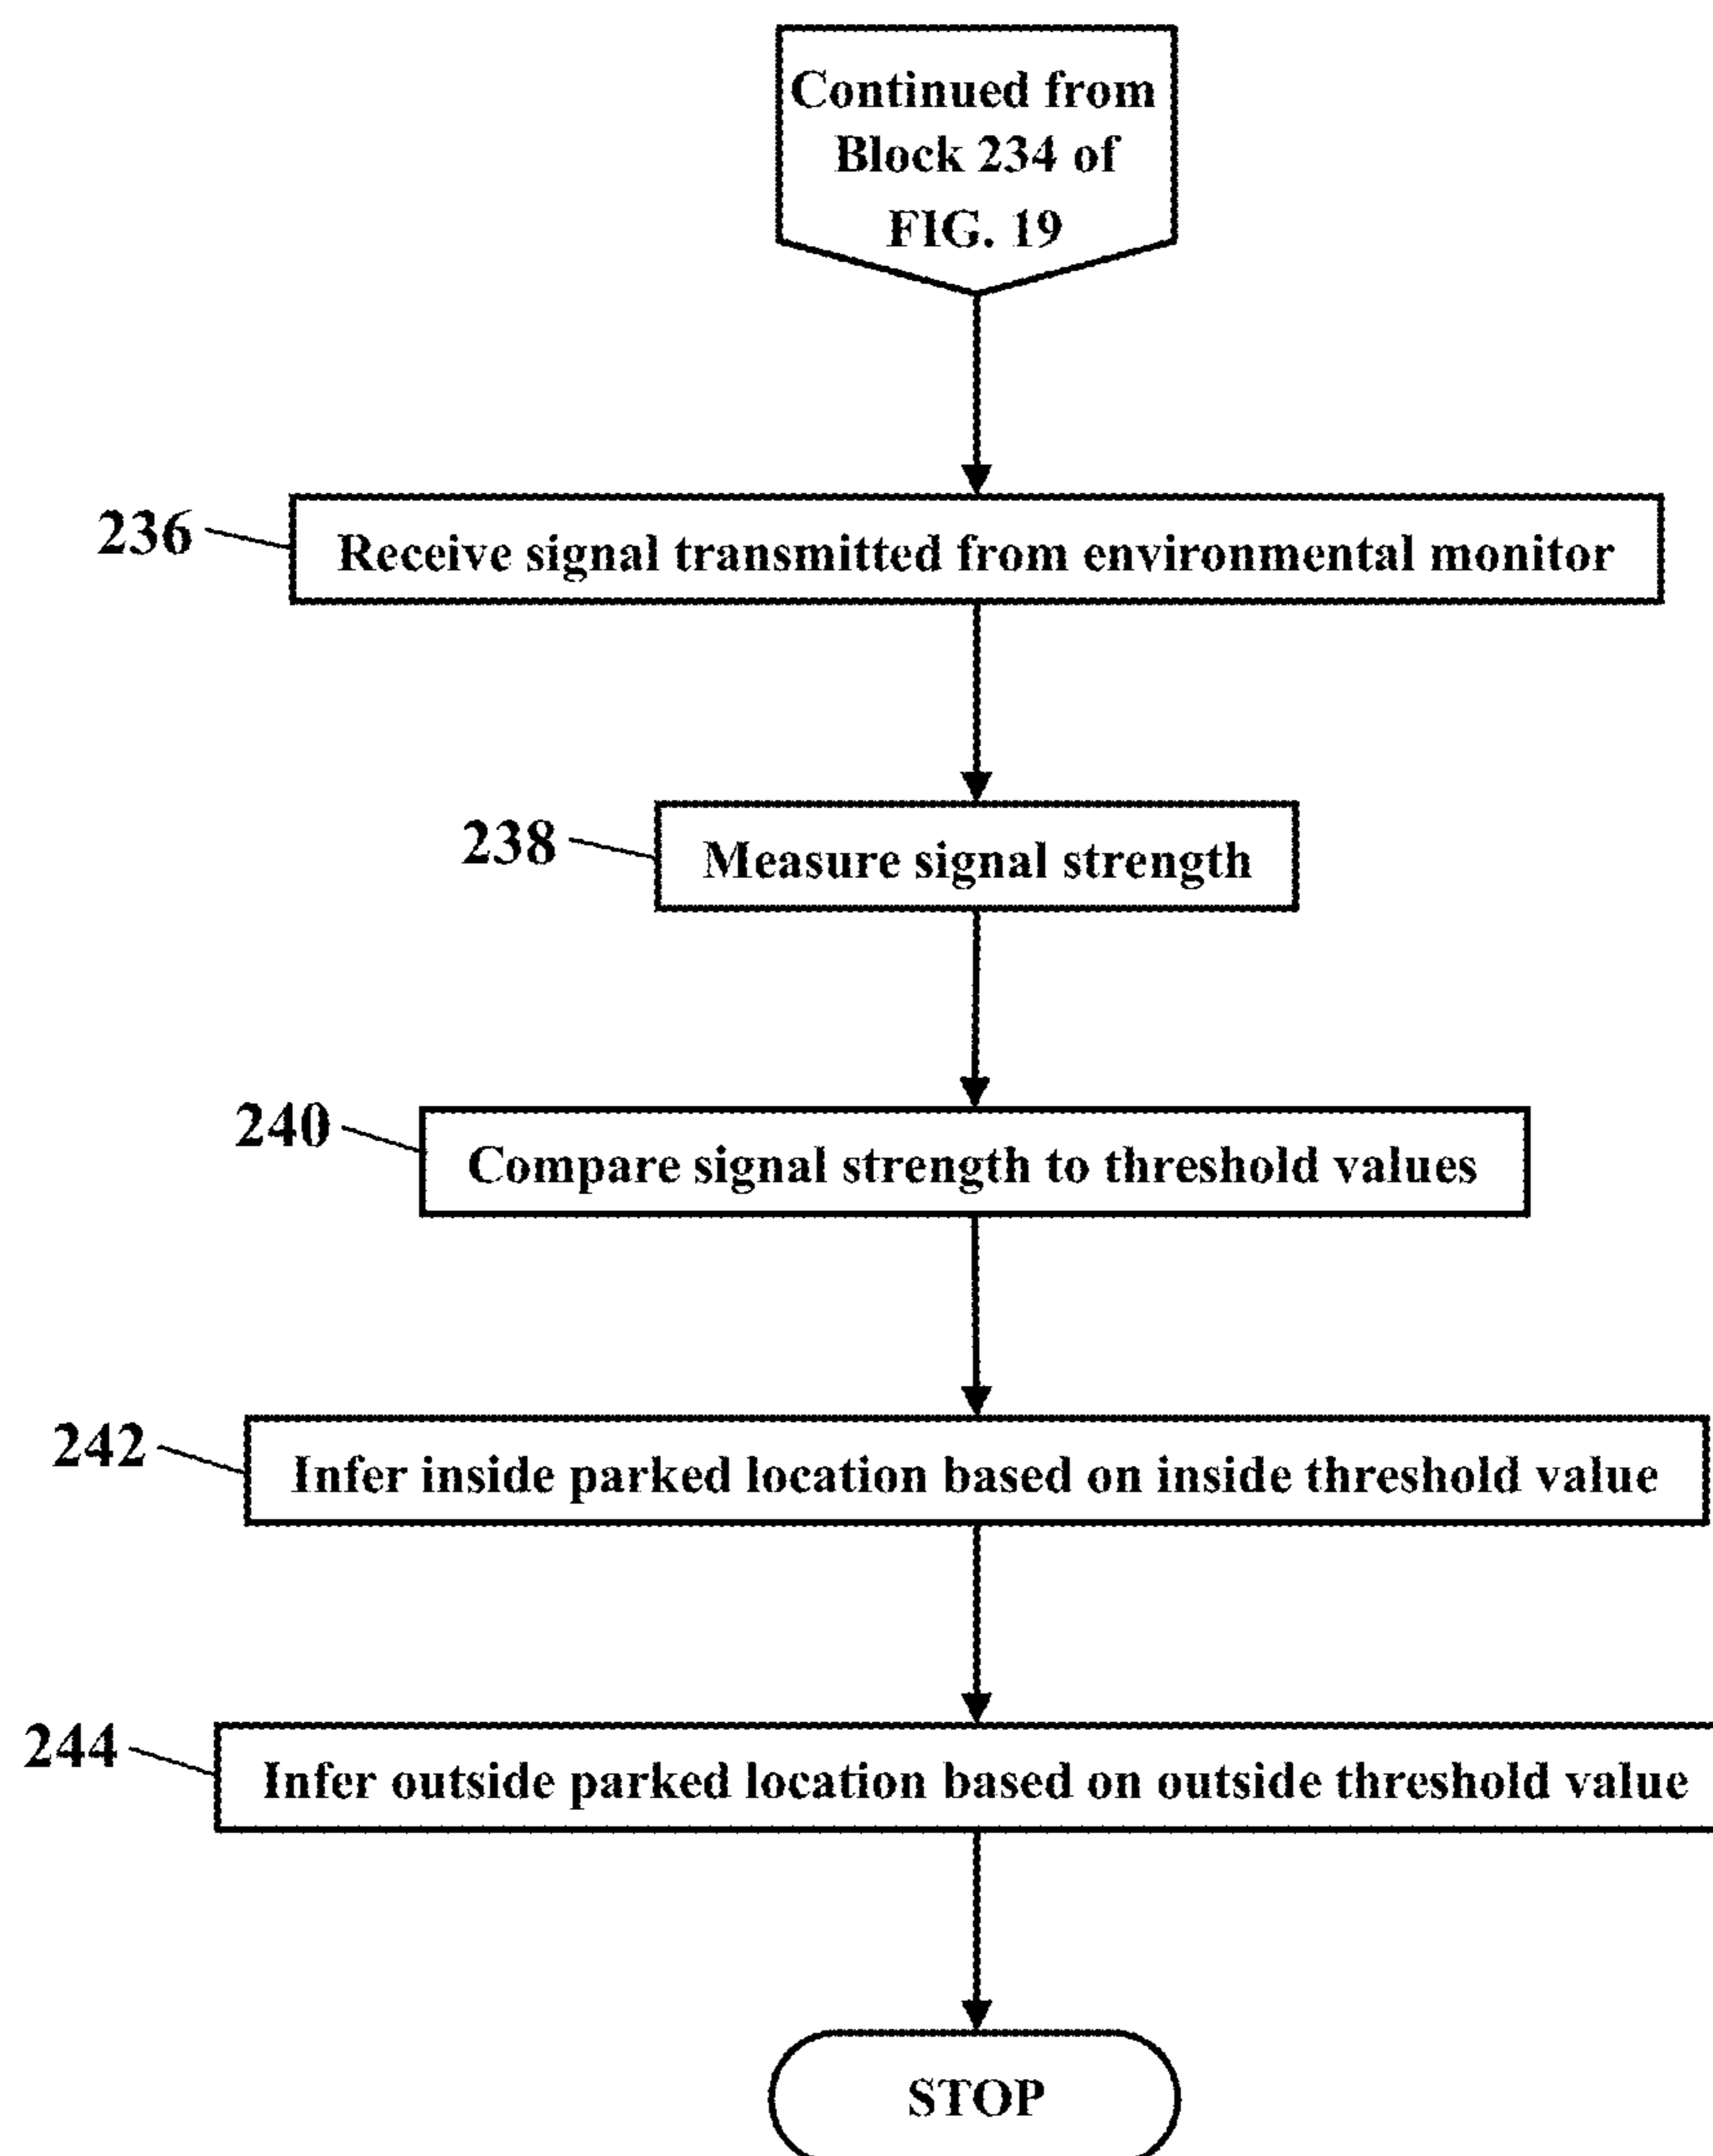 Continued from
Block 234 of
FIG. 19
236
Receive signal transmitted from environmental monitor
238
Measure signal strength
240
Compare signal strength to threshold values
242
Infer inside parked location based on inside threshold value
244
Infer outside parked location based on outside threshold value
STOP